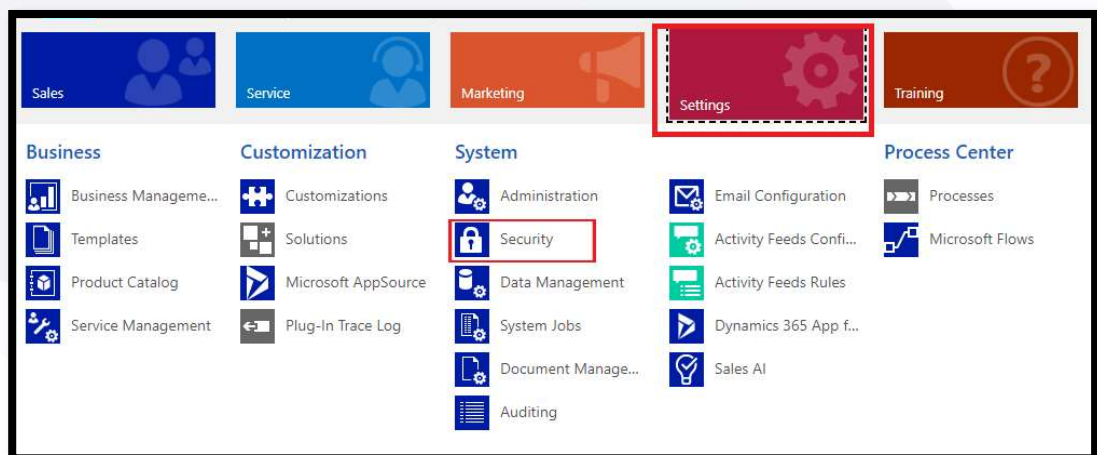 Sales
Service
Marketing
Settings
Training
?
Business
Business Manageme...
Templates
Product Catalog
Service Management
Customization
Customizations
Solutions
Microsoft AppSource
Plug-In Trace Log
System
Administration
Security
Data Management
System Jobs
Document Manage...
Auditing
Email Configuration
Activity Feeds Confi...
Activity Feeds Rules
Dynamics 365 App f...
Sales AI
Process Center
Processes
Microsoft Flows